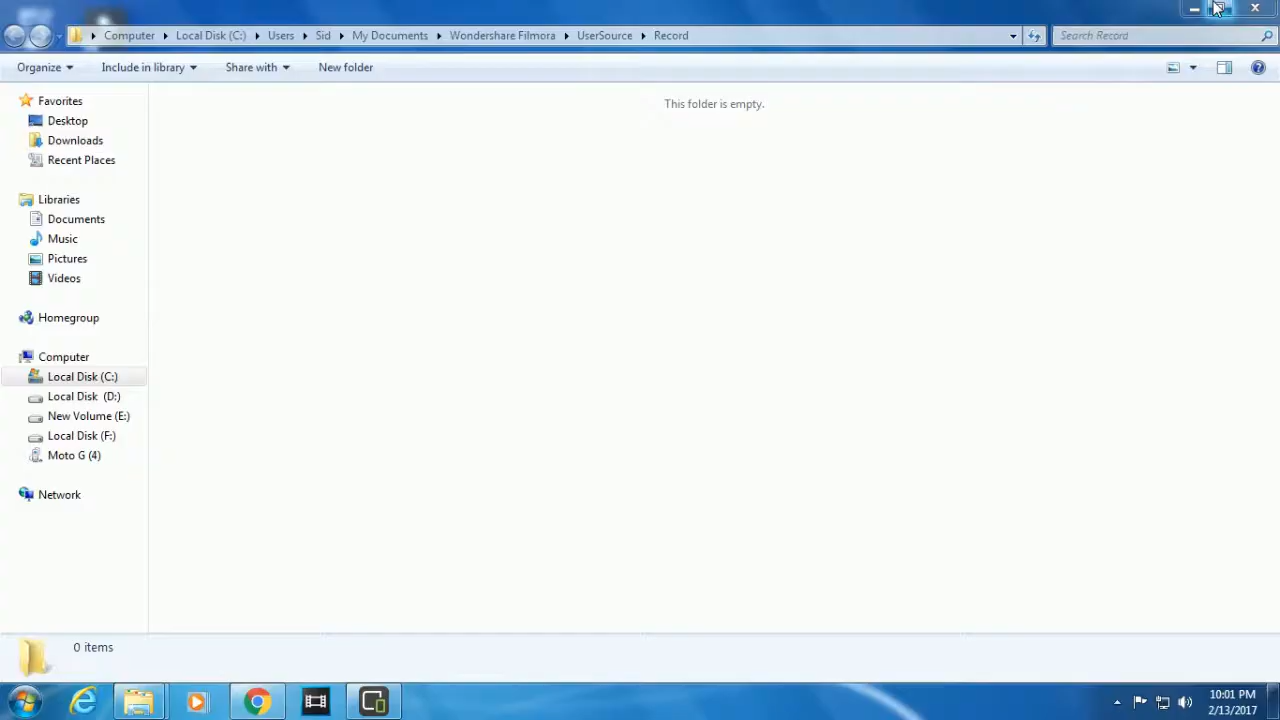 Computer Local Disk (C:) Users Sid My Documents Wondershare Filmora UserSource Record Search Record
Organize Include in library Share with New folder
This folder is empty.
Favorites
Desktop
Downloads
Recent Places
Libraries
Documents
Music
Pictures
Videos
Homegroup
Computer
Local Disk (C:)
Local Disk (D:)
New Volume (E:)
Local Disk (F:)
Moto G (4)
Network
0 items
10:01 PM
2/13/2017